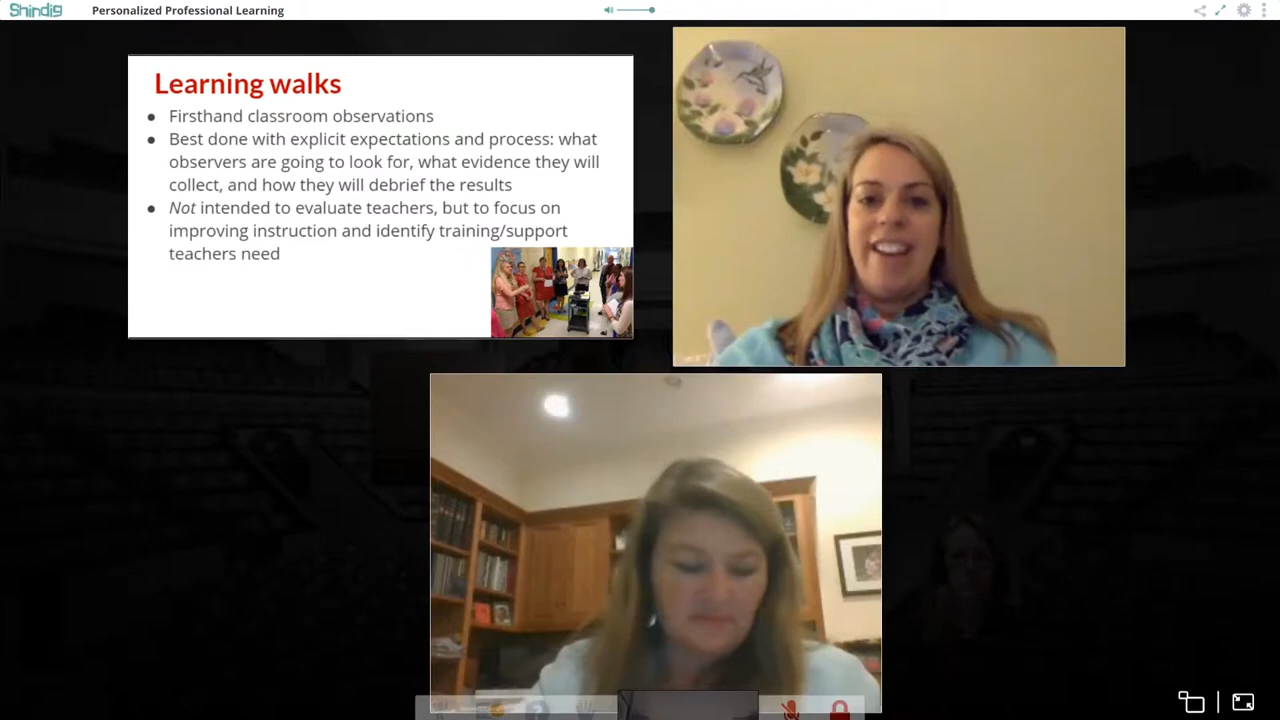 Shindig
Personalized Professional Learning
Learning walks
● Firsthand classroom observations
● Best done with explicit expectations and process: what
observers are going to look for, what evidence they will
collect, and how they will debrief the results
● Not intended to evaluate teachers, but to focus on
improving instruction and identify training/support
teachers need